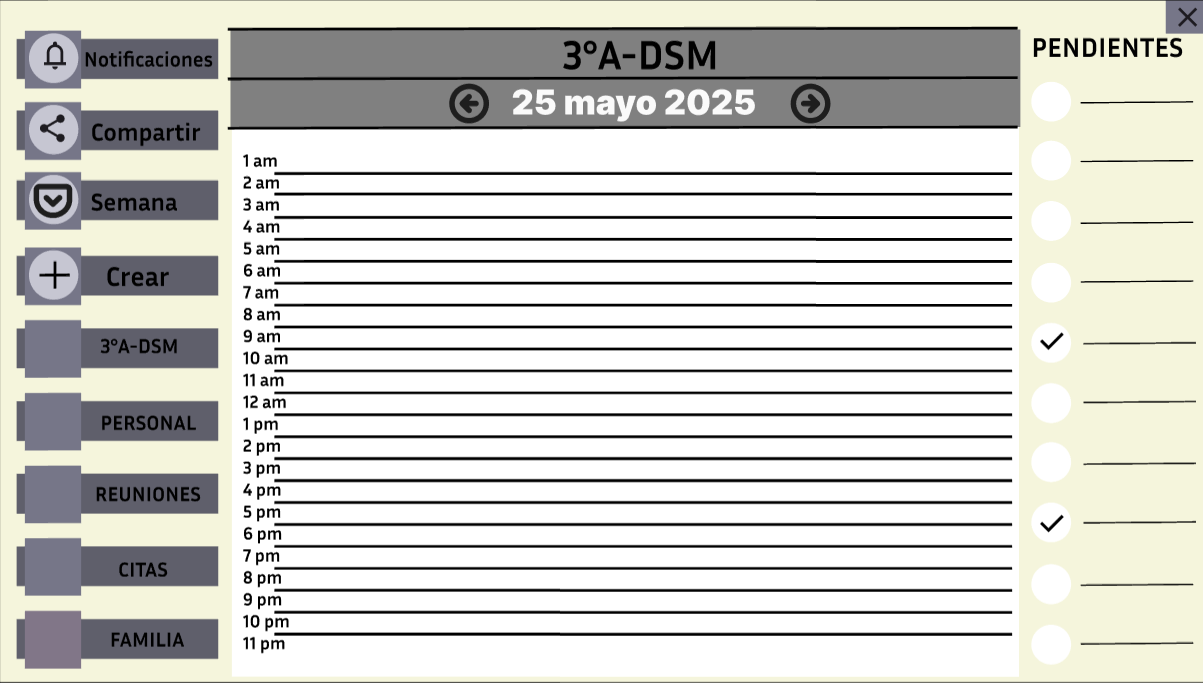 Notificaciones
Compartir
Semana
Crear
3ºA-DSM
PERSONAL
REUNIONES
CITAS
FAMILIA
3ºA-DSM
25 mayo 2025
1 am
2 am
3 am
4 am
5 am
6 am
7 am
8 am
9 am
10 am
11 am
12 am
1 pm
2 pm
3 pm
4 pm
5 pm
6 pm
7 pm
8 pm
9 pm
10 pm
11 pm
PENDIENTES